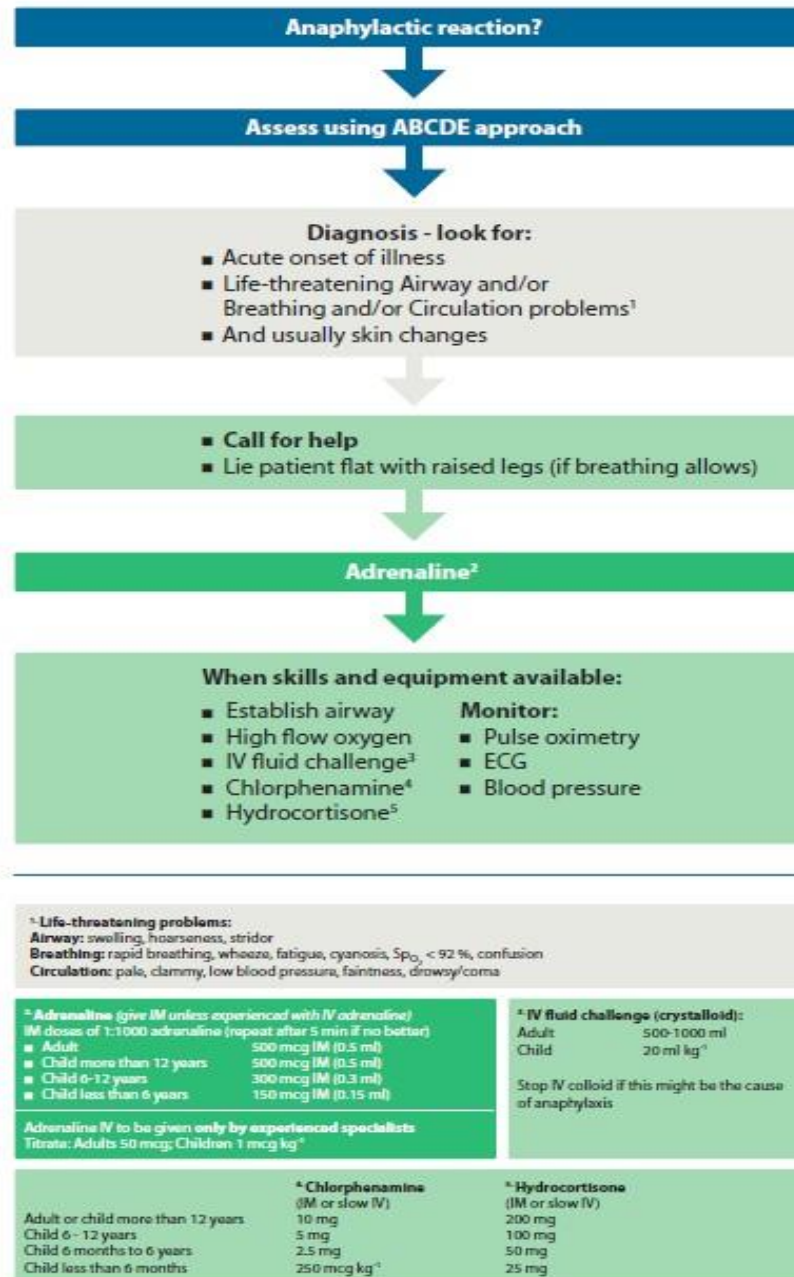 Anaphylactic reaction?
Assess using ABCDE approach
Diagnosis - look for:
■ Acute onset of illness
■ Life-threatening Airway and/or
Breathing and/or Circulation problems¹
■ And usually skin changes
■ Call for help
■ Lie patient flat with raised legs (if breathing allows)
Adrenaline²
When skills and equipment available:
■ Establish airway
■ High flow oxygen
■ IV fluid challenge³
■ Chlorphenamine⁴
■ Hydrocortisone⁵
Monitor:
■ Pulse oximetry
■ ECG
■ Blood pressure
¹· Life-threatening problems:
Airway: swelling, hoarseness, stridor
Breathing: rapid breathing, wheeze, fatigue, cyanosis, SpO₂ < 92 %, confusion
Circulation: pale, clammy, low blood pressure, faintness, drowsy/coma
²· Adrenaline (give IM unless experienced with IV adrenaline)
IM doses of 1:1000 adrenaline (repeat after 5 min if no better)
■ Adult 500 mcg IM (0.5 ml)
■ Child more than 12 years 500 mcg IM (0.5 ml)
■ Child 6-12 years 300 mcg IM (0.3 ml)
■ Child less than 6 years 150 mcg IM (0.15 ml)
Adrenaline IV to be given only by experienced specialists
Titrate: Adults 50 mcg; Children 1 mcg kg⁻¹
³· IV fluid challenge (crystalloid):
Adult 500-1000 ml
Child 20 ml kg⁻¹
Stop IV colloid if this might be the cause
of anaphylaxis
⁴· Chlorphenamine ⁵· Hydrocortisone
(IM or slow IV) (IM or slow IV)
Adult or child more than 12 years 10 mg 200 mg
Child 6 - 12 years 5 mg 100 mg
Child 6 months to 6 years 2.5 mg 50 mg
Child less than 6 months 250 mcg kg⁻¹ 25 mg